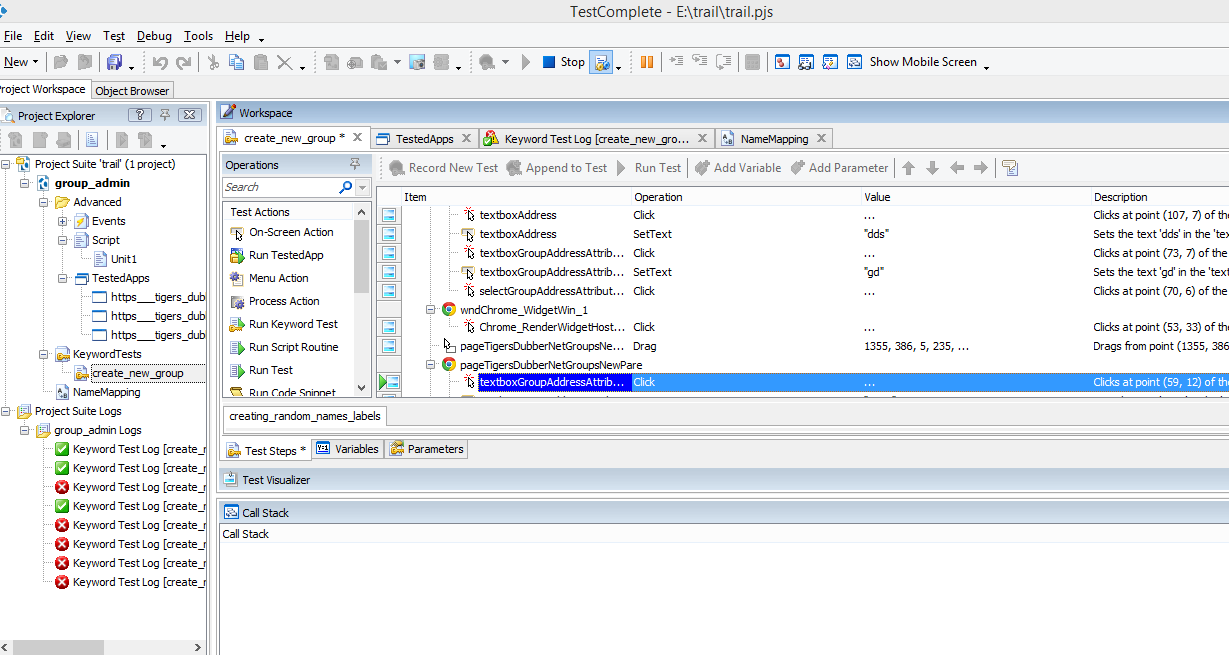 TestComplete - E:\trail\trail.pjs
File Edit View Test Debug Tools Help
New Stop Show Mobile Screen
Project Workspace Object Browser
Project Explorer ?
Workspace
create_new_group * TestedApps Keyword Test Log [create_new_gro... NameMapping
Project Suite 'trail' (1 project)
group_admin
Advanced
Events
Script
Unit1
TestedApps
https___tigers_dub
https___tigers_dub
https___tigers_dub
KeywordTests
create_new_group
NameMapping
Project Suite Logs
group_admin Logs
Keyword Test Log [create_r
Keyword Test Log [create_r
Keyword Test Log [create_r
Keyword Test Log [create_r
Keyword Test Log [create_r
Keyword Test Log [create_r
Keyword Test Log [create_r
Keyword Test Log [create_r
Operations
Search
Test Actions
On-Screen Action
Run TestedApp
Menu Action
Process Action
Run Keyword Test
Run Script Routine
Run Test
Run Code Snippet
Record New Test Append to Test Run Test Add Variable Add Parameter
Item Operation Value Description
textboxAddress Click ... Clicks at point (107, 7) of the
textboxAddress SetText "dds" Sets the text 'dds' in the 'tex
textboxGroupAddressAttrib... Click ... Clicks at point (73, 7) of the
textboxGroupAddressAttrib... SetText "gd" Sets the text 'gd' in the 'text
selectGroupAddressAttribut... Click ... Clicks at point (70, 6) of the
wndChrome_WidgetWin_1
Chrome_RenderWidgetHost... Click ... Clicks at point (53, 33) of the
pageTigersDubberNetGroupsNe... Drag 1355, 386, 5, 235, ... Drags from point (1355, 386
pageTigersDubberNetGroupsNewPare
textboxGroupAddressAttrib... Click ... Clicks at point (59, 12) of the
creating_random_names_labels
Test Steps * Variables Parameters
Test Visualizer
Call Stack
Call Stack